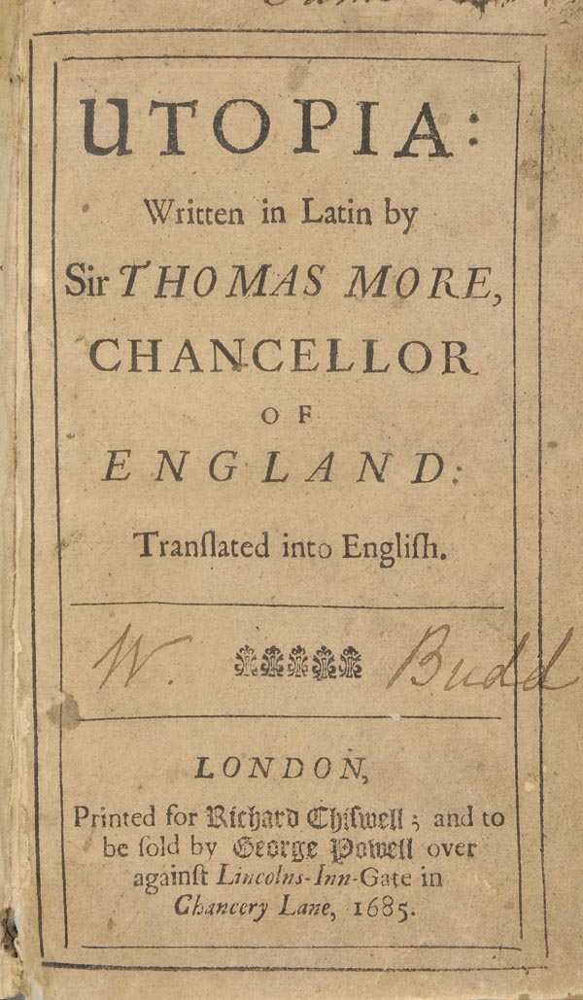 UTOPIA:
Written in Latin by
Sir THOMAS MORE,
CHANCELLOR
OF
ENGLAND:
Tranſlated into Engliſh.
W. Budd
LONDON,
Printed for Richard Chiſwell; and to
be ſold by George Powell over
againſt Lincolns-Inn-Gate in
Chancery Lane, 1685.